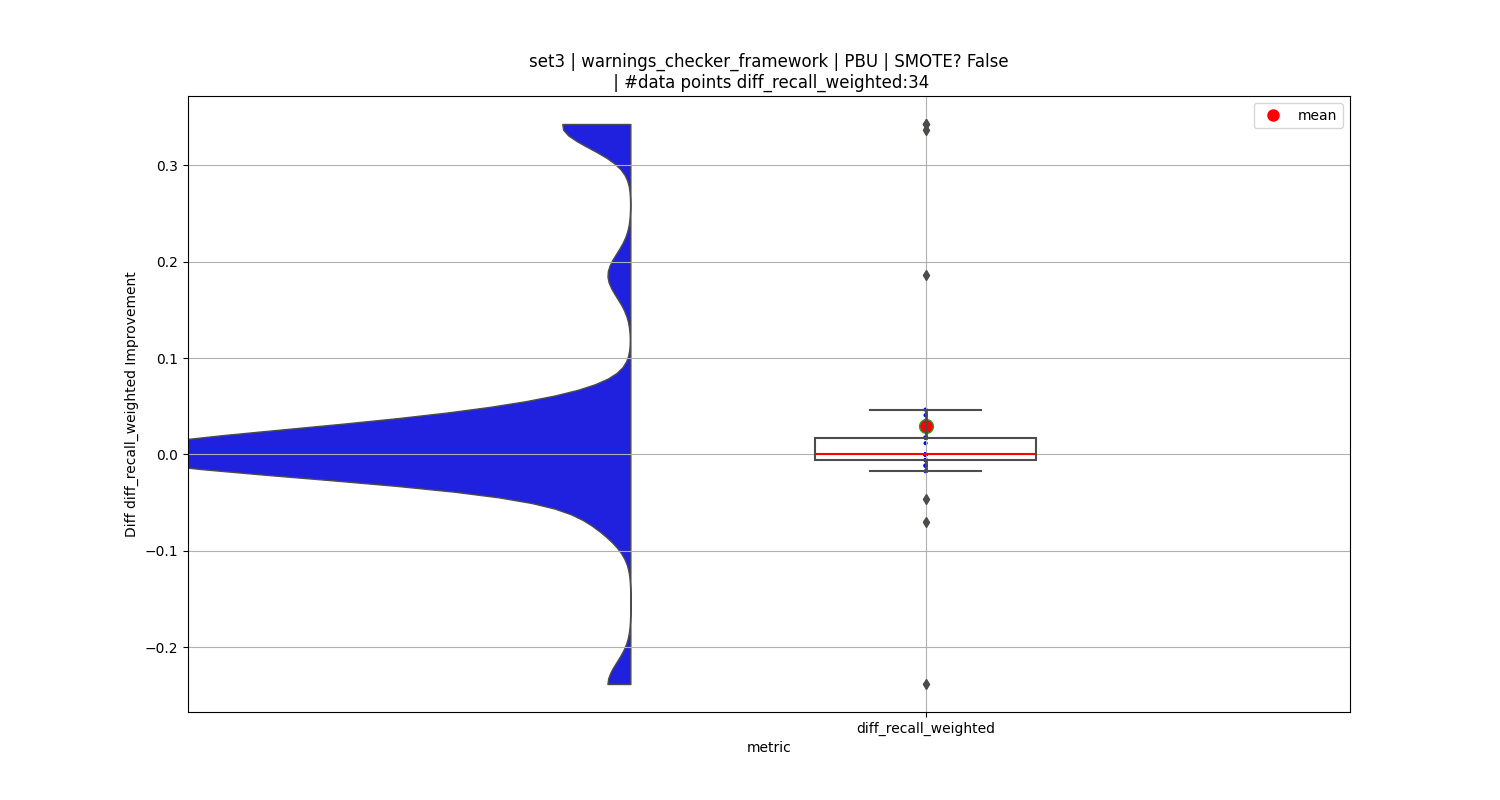 set3 | warnings_checker_framework | PBU | SMOTE? False
| #data points diff_recall_weighted:34
mean
0.3
0.2
0.1
0.0
−0.1
−0.2
Diff diff_recall_weighted Improvement
diff_recall_weighted
metric